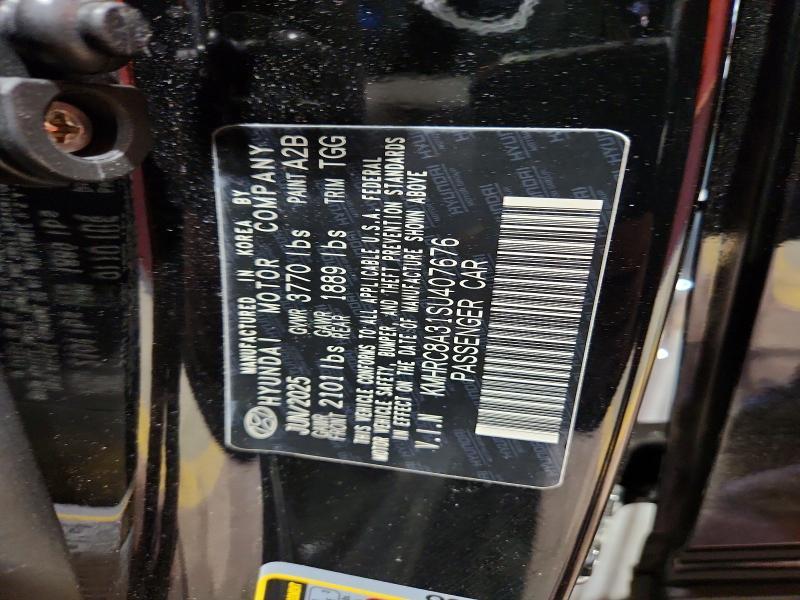 MANUFACTURED IN KOREA BY
HYUNDAI MOTOR COMPANY
JUN/2025 GVWR 3770 lbs PAINT A2B
GAWR FRONT 2101 lbs GAWR REAR 1889 lbs TRIM TGG
THIS VEHICLE CONFORMS TO ALL APPLICABLE U.S.A. FEDERAL
MOTOR VEHICLE SAFETY, BUMPER, AND THEFT PREVENTION STANDARDS
IN EFFECT ON THE DATE OF MANUFACTURE SHOWN ABOVE
V.I.N KMHRC8A31SU407676
PASSENGER CAR